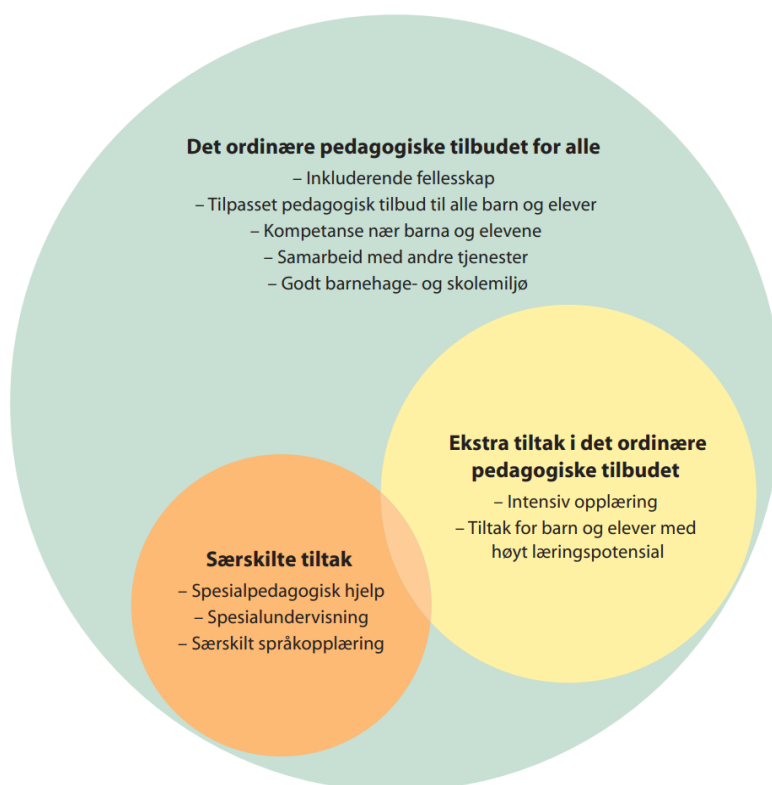 Det ordinære pedagogiske tilbudet for alle
– Inkluderende fellesskap
– Tilpasset pedagogisk tilbud til alle barn og elever
– Kompetanse nær barna og elevene
– Samarbeid med andre tjenester
– Godt barnehage- og skolemiljø
Ekstra tiltak i det ordinære
pedagogiske tilbudet
– Intensiv opplæring
– Tiltak for barn og elever med
høyt læringspotensial
Særskilte tiltak
– Spesialpedagogisk hjelp
– Spesialundervisning
– Særskilt språkopplæring